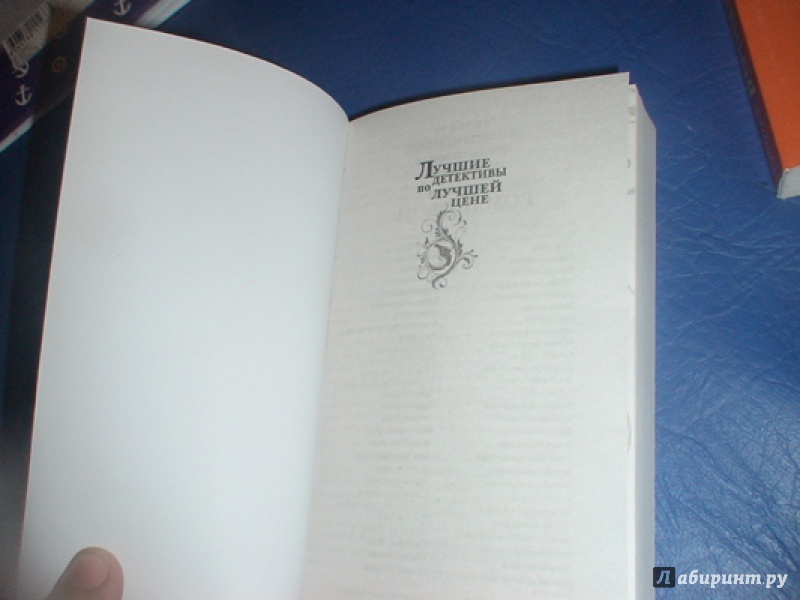 Лучшие
детективы
по лучшей
цене
Лабиринт.ру